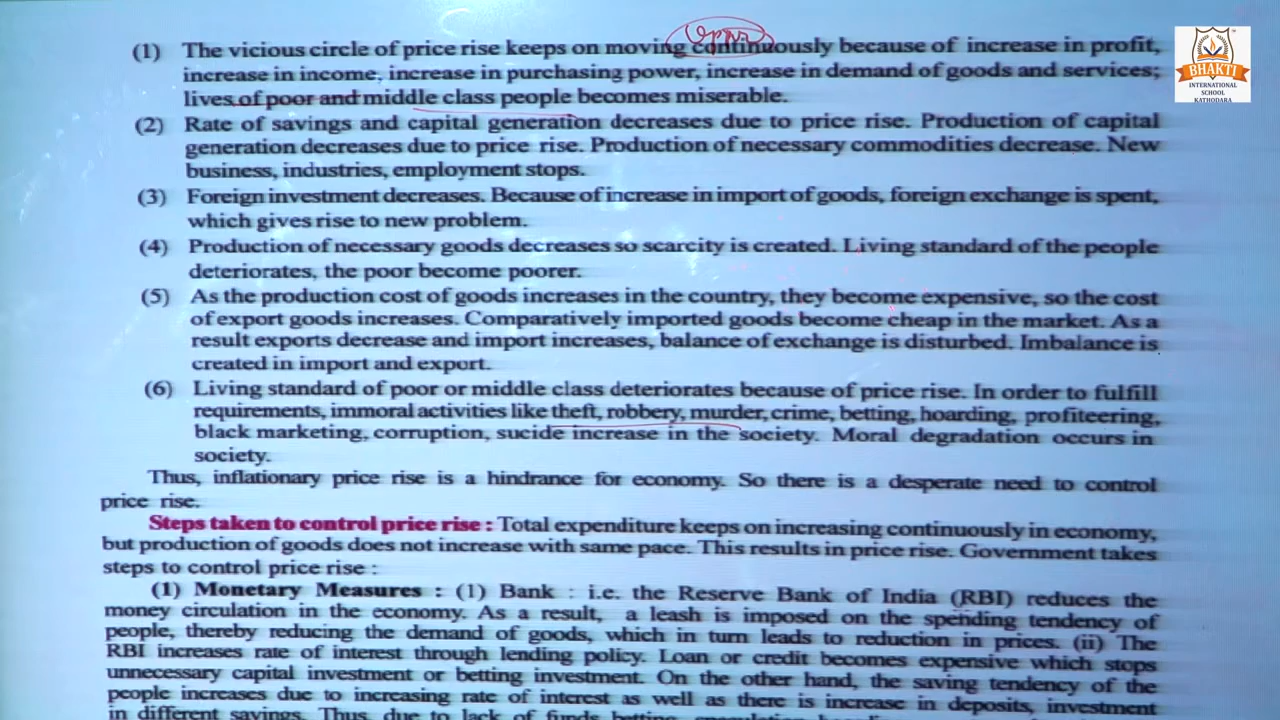 (1) The vicious circle of price rise keeps on moving continuously because of increase in profit,
increase in income, increase in purchasing power, increase in demand of goods and services;
lives of poor and middle class people becomes miserable.
(2) Rate of savings and capital generation decreases due to price rise. Production of capital
generation decreases due to price rise. Production of necessary commodities decrease. New
business, industries, employment stops.
(3) Foreign investment decreases. Because of increase in import of goods, foreign exchange is spent,
which gives rise to new problem.
(4) Production of necessary goods decreases so scarcity is created. Living standard of the people
deteriorates, the poor become poorer.
(5) As the production cost of goods increases in the country, they become expensive, so the cost
of export goods increases. Comparatively imported goods become cheap in the market. As a
result exports decrease and import increases, balance of exchange is disturbed. Imbalance is
created in import and export.
(6) Living standard of poor or middle class deteriorates because of price rise. In order to fulfill
requirements, immoral activities like theft, robbery, murder, crime, betting, hoarding, profiteering,
black marketing, corruption, sucide increase in the society. Moral degradation occurs in
society.
Thus, inflationary price rise is a hindrance for economy. So there is a desperate need to control
price rise.
Steps taken to control price rise : Total expenditure keeps on increasing continuously in economy,
but production of goods does not increase with same pace. This results in price rise. Government takes
steps to control price rise :
(1) Monetary Measures : (1) Bank : i.e. the Reserve Bank of India (RBI) reduces the
money circulation in the economy. As a result, a leash is imposed on the spending tendency of
people, thereby reducing the demand of goods, which in turn leads to reduction in prices. (ii) The
RBI increases rate of interest through lending policy. Loan or credit becomes expensive which stops
unnecessary capital investment or betting investment. On the other hand, the saving tendency of the
people increases due to increasing rate of interest as well as there is increase in deposits, investment
in different savings. Thus, due to lack of funds betting,
BHAKTI
INTERNATIONAL
SCHOOL
KATHODARA